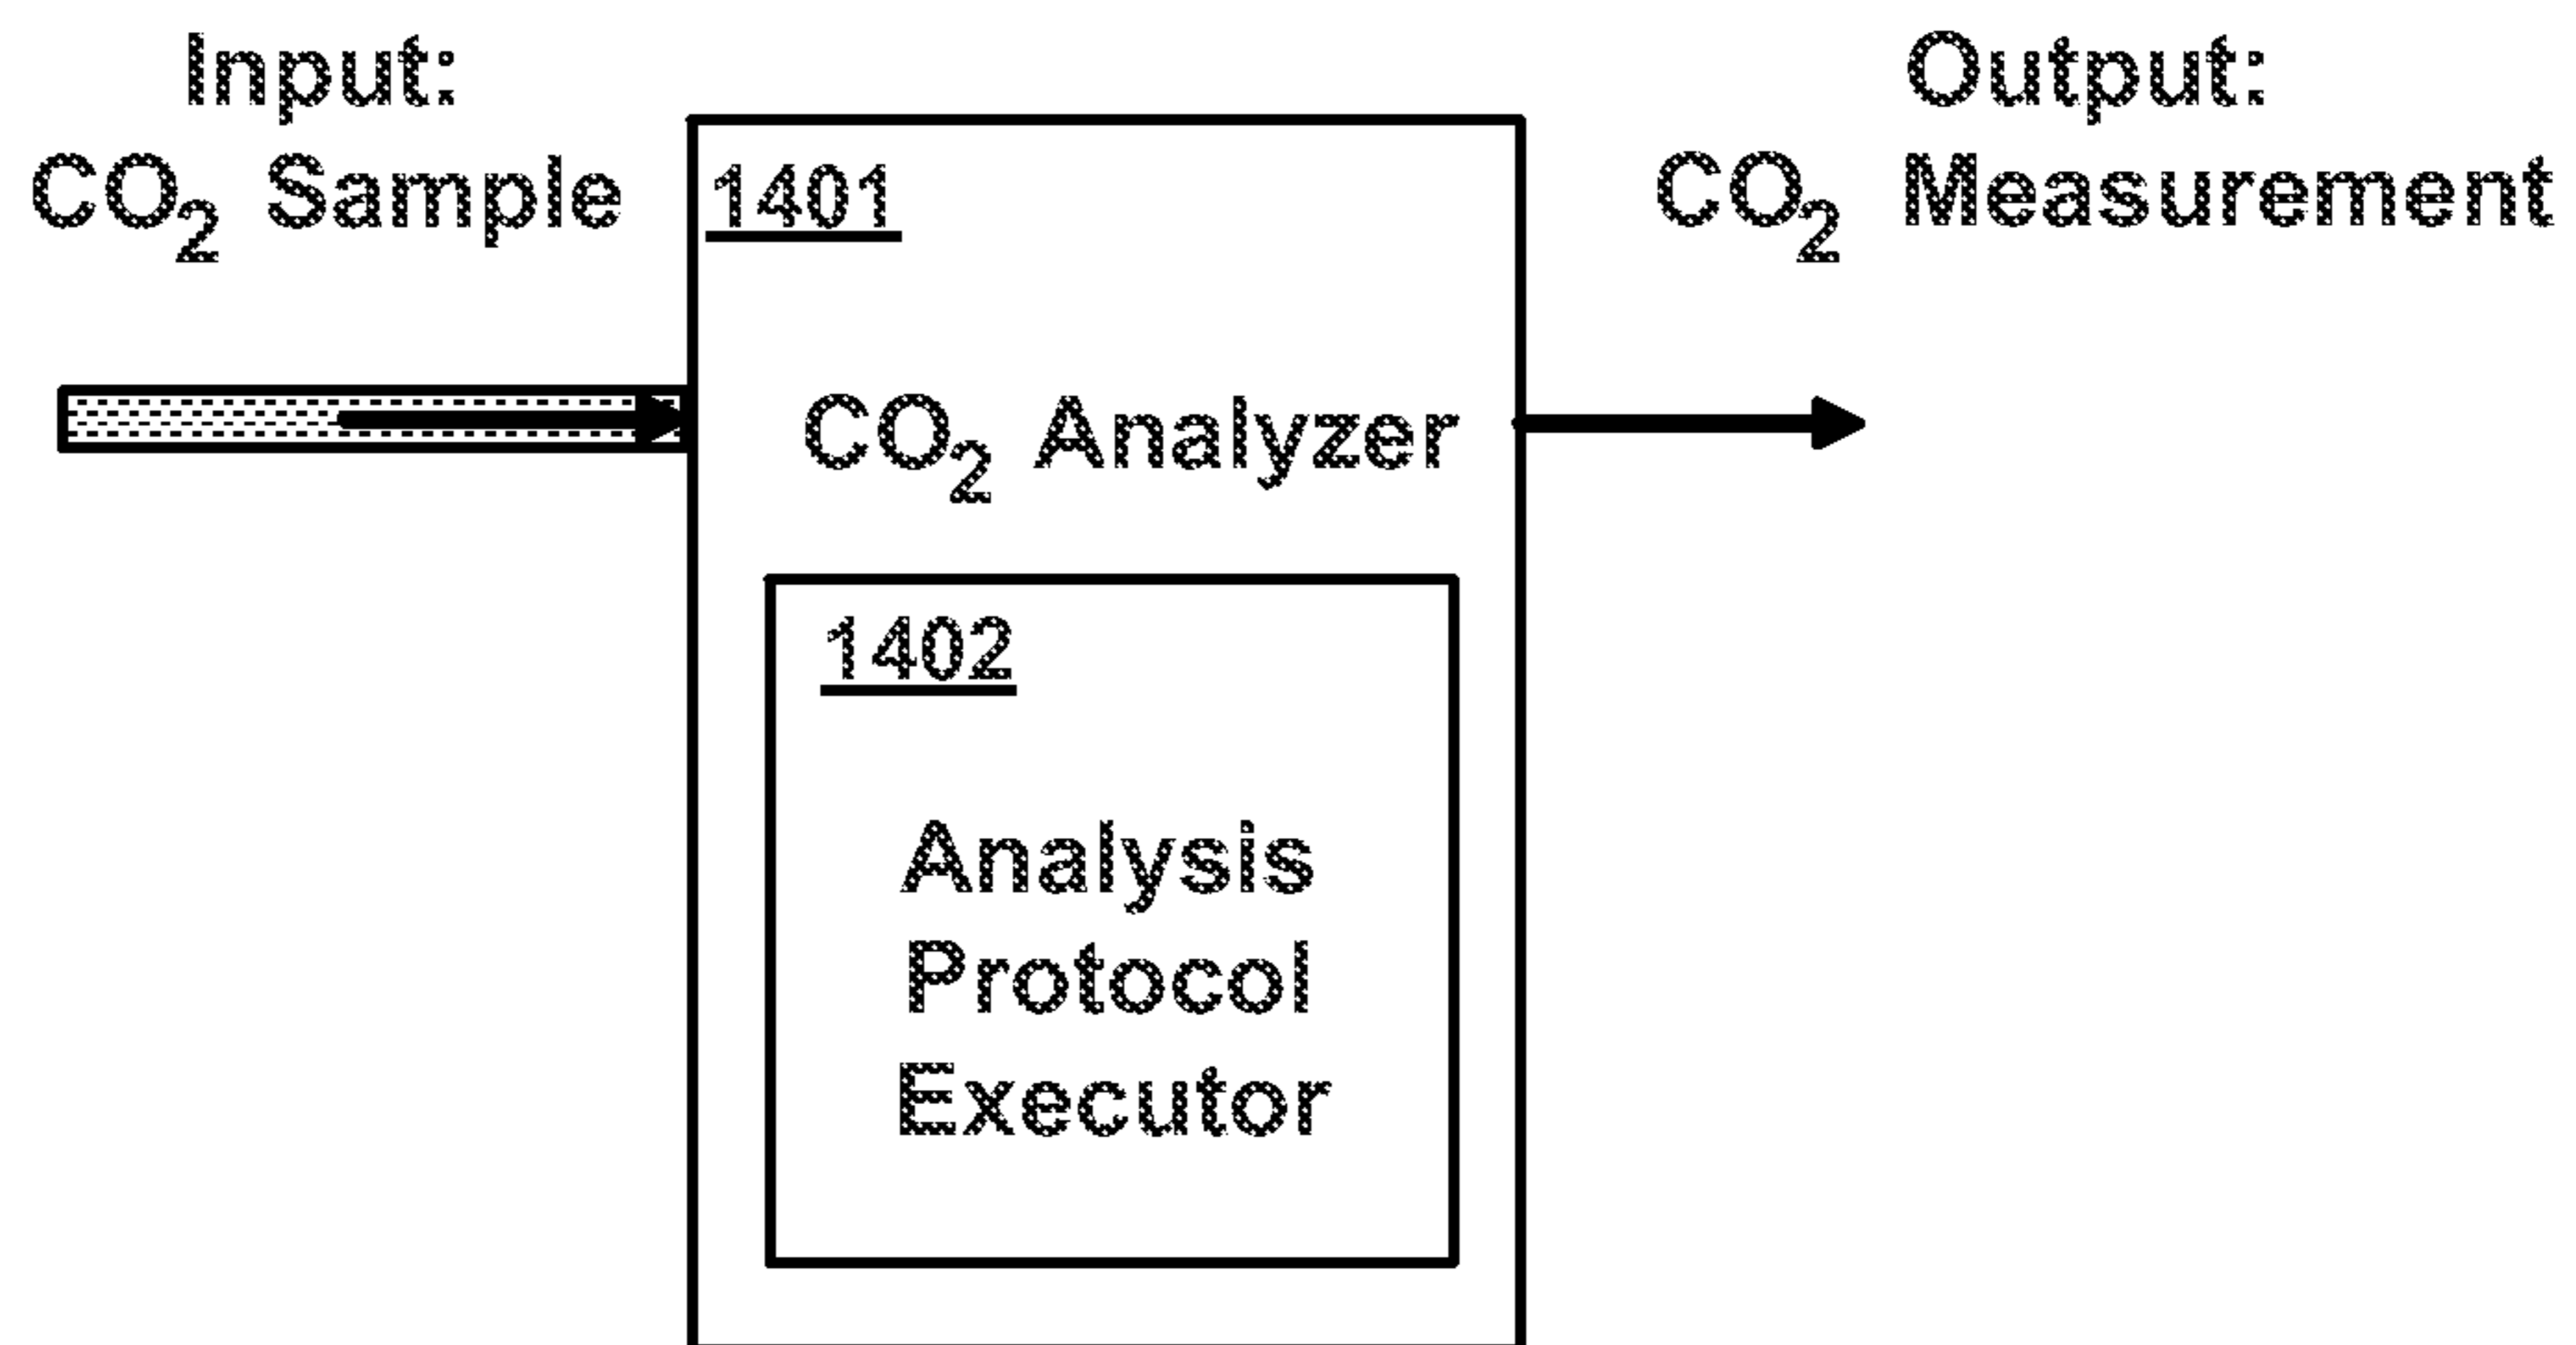 Input:
CO₂ Sample
Output:
CO₂ Measurement
1401
CO₂ Analyzer
1402
Analysis
Protocol
Executor